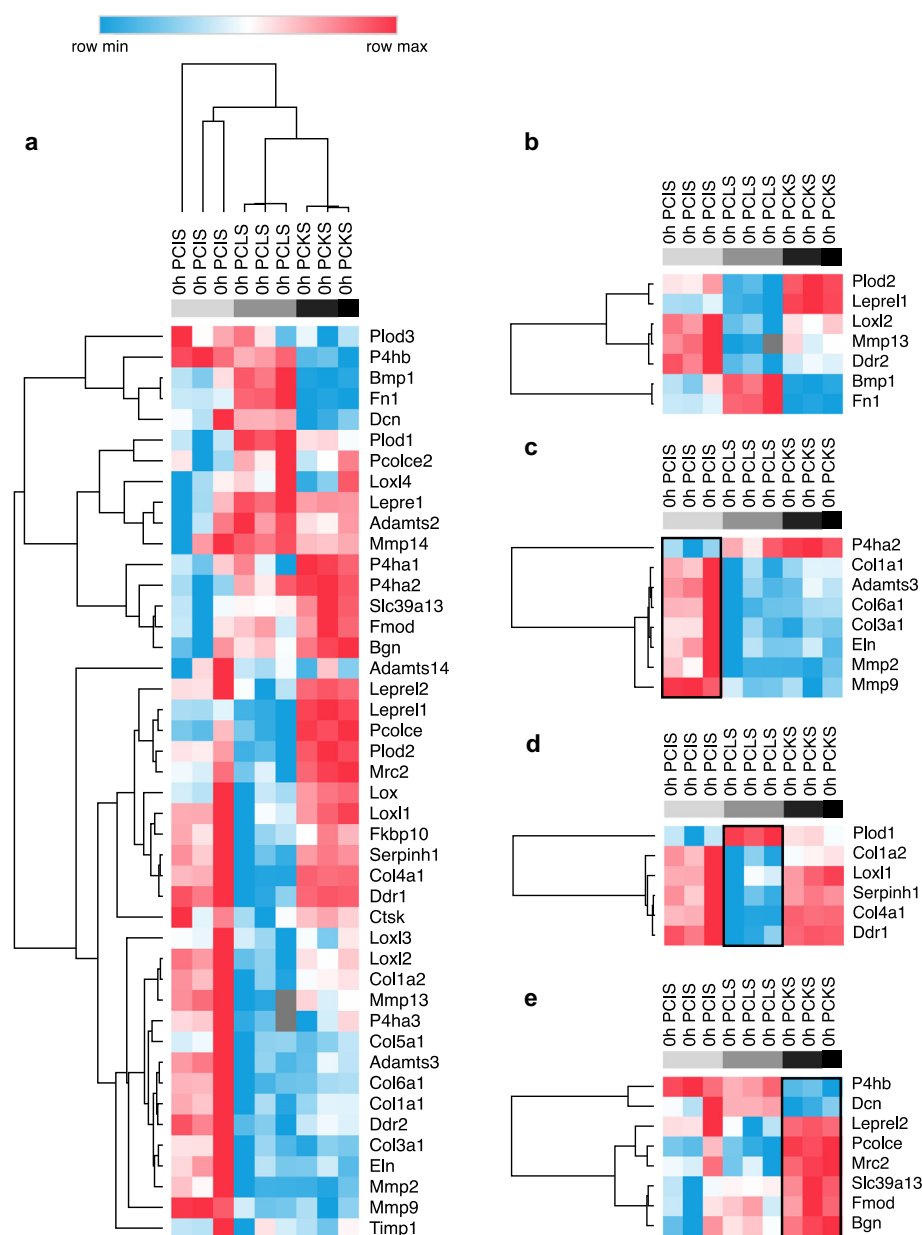 row min
row max
a
0h PCIS
0h PCIS
0h PCIS
0h PCLS
0h PCLS
0h PCLS
0h PCKS
0h PCKS
0h PCKS
Plod3
P4hb
Bmp1
Fn1
Dcn
Plod1
Pcolce2
Loxl4
Lepre1
Adamts2
Mmp14
P4ha1
P4ha2
Slc39a13
Fmod
Bgn
Adamts14
Leprel2
Leprel1
Pcolce
Plod2
Mrc2
Lox
Loxl1
Fkbp10
Serpinh1
Col4a1
Ddr1
Ctsk
Loxl3
Loxl2
Col1a2
Mmp13
P4ha3
Col5a1
Adamts3
Col6a1
Col1a1
Ddr2
Col3a1
Eln
Mmp2
Mmp9
Timp1
b
0h PCIS
0h PCIS
0h PCIS
0h PCLS
0h PCLS
0h PCLS
0h PCKS
0h PCKS
0h PCKS
Plod2
Leprel1
Loxl2
Mmp13
Ddr2
Bmp1
Fn1
c
0h PCIS
0h PCIS
0h PCIS
0h PCLS
0h PCLS
0h PCLS
0h PCKS
0h PCKS
0h PCKS
P4ha2
Col1a1
Adamts3
Col6a1
Col3a1
Eln
Mmp2
Mmp9
d
0h PCIS
0h PCIS
0h PCIS
0h PCLS
0h PCLS
0h PCLS
0h PCKS
0h PCKS
0h PCKS
Plod1
Col1a2
Loxl1
Serpinh1
Col4a1
Ddr1
e
0h PCIS
0h PCIS
0h PCIS
0h PCLS
0h PCLS
0h PCLS
0h PCKS
0h PCKS
0h PCKS
P4hb
Dcn
Leprel2
Pcolce
Mrc2
Slc39a13
Fmod
Bgn